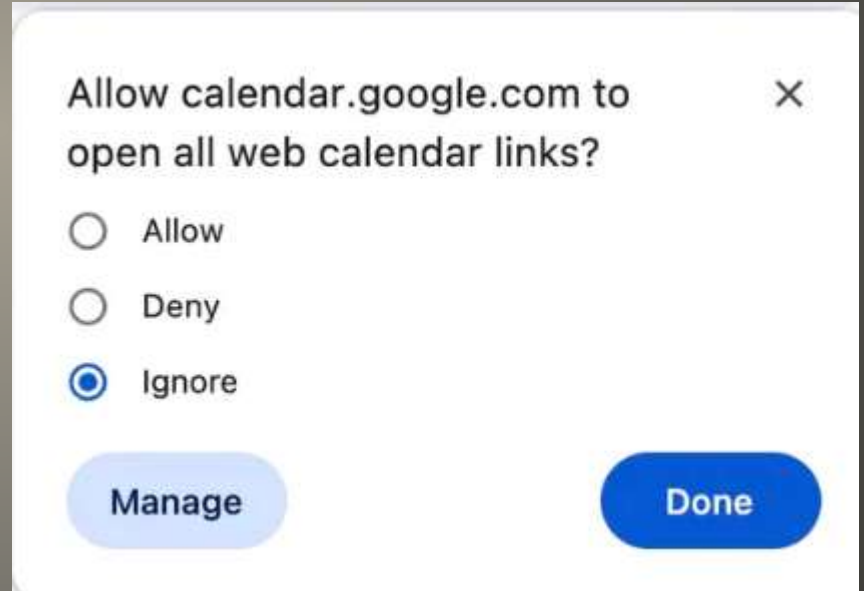 Allow calendar.google.com to
open all web calendar links?
Allow
Deny
Ignore
Manage
Done